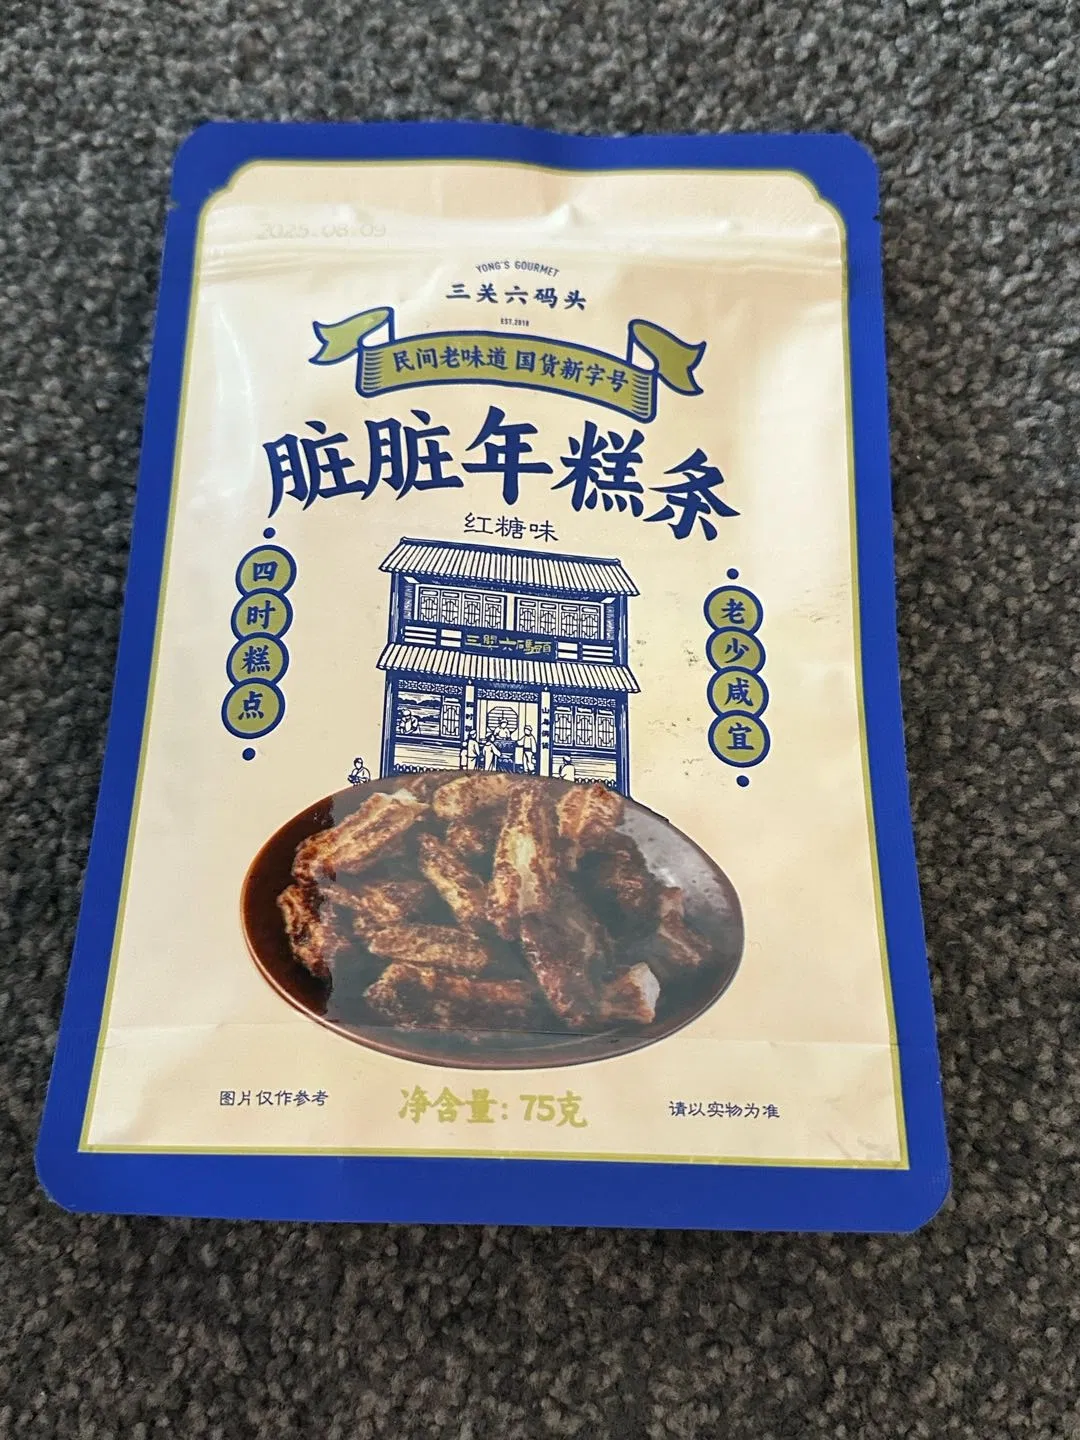 2025.08.09
YONG'S GOURMET
三关六码头
EST.2018
民间老味道 国货新字号
脏脏年糕条
红糖味
四时糕点
老少咸宜
三關六碼頭
图片仅作参考
净含量：75克
请以实物为准